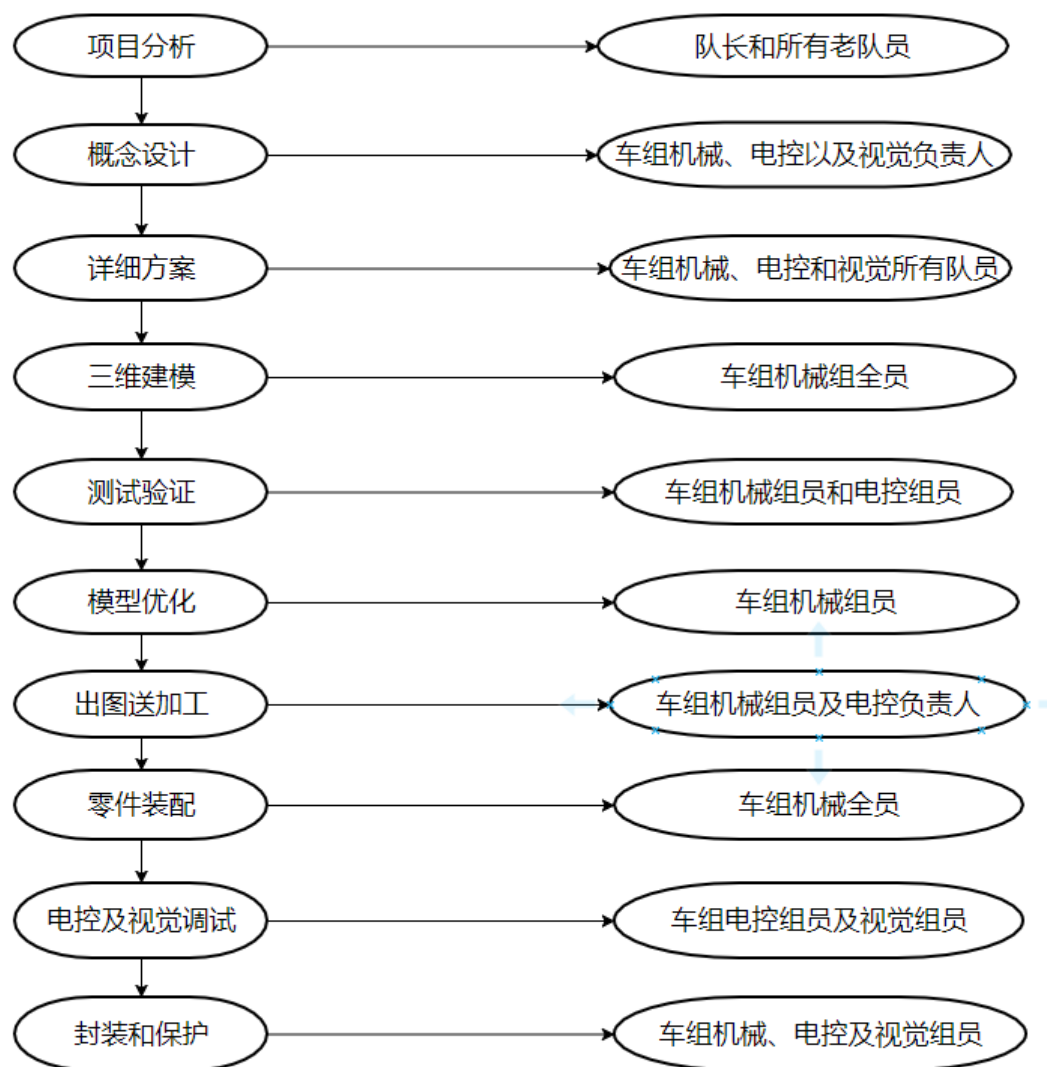 项目分析
队长和所有老队员
概念设计
车组机械、电控以及视觉负责人
详细方案
车组机械、电控和视觉所有队员
三维建模
车组机械组全员
测试验证
车组机械组员和电控组员
模型优化
车组机械组员
出图送加工
车组机械组员及电控负责人
零件装配
车组机械全员
电控及视觉调试
车组电控组员及视觉组员
封装和保护
车组机械、电控及视觉组员